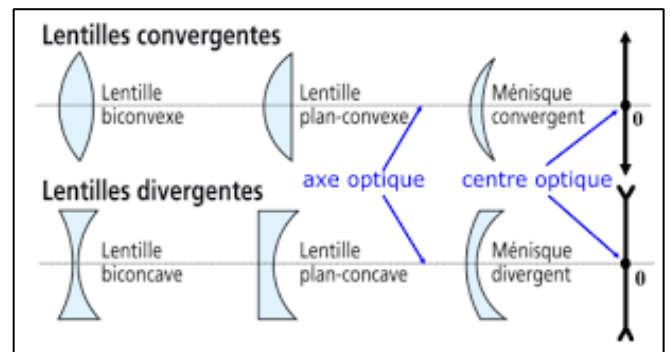 Lentilles convergentes
Lentille
biconvexe
Lentille
plan-convexe
Ménisque
convergent
0
axe optique
centre optique
Lentilles divergentes
Lentille
biconcave
Lentille
plan-concave
Ménisque
divergent
0